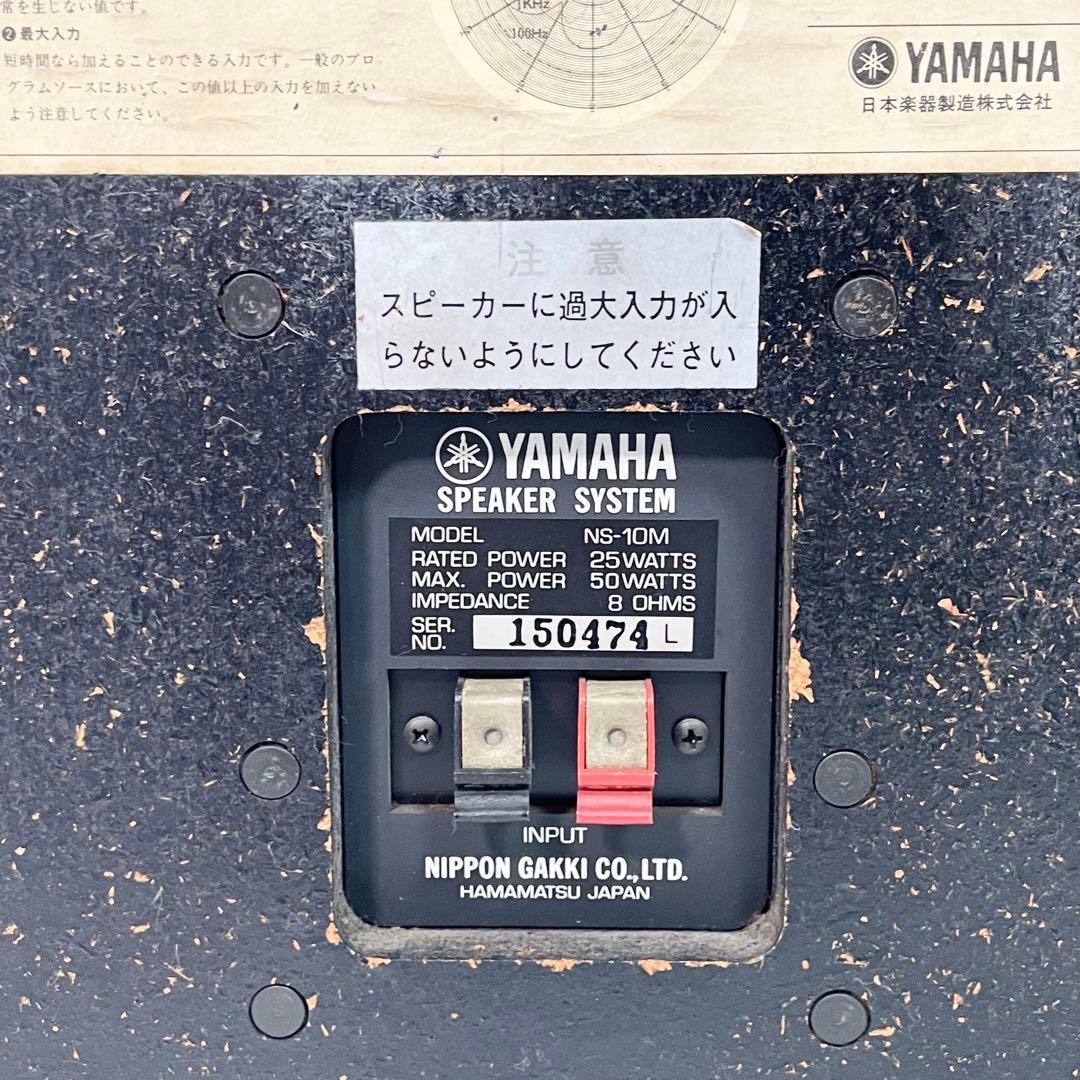 常を生じない値です。
❷最大入力
短時間なら加えることのできる入力です。一般のプロ
グラムソースにおいて、この値以上の入力を加えない
よう注意してください。
1KHz
100Hz
YAMAHA
日本楽器製造株式会社
注 意
スピーカーに過大入力が入
らないようにしてください
YAMAHA
SPEAKER SYSTEM
MODEL NS-10M
RATED POWER 25WATTS
MAX. POWER 50WATTS
IMPEDANCE 8 OHMS
SER. NO. 150474 L
INPUT
NIPPON GAKKI CO.,LTD.
HAMAMATSU JAPAN